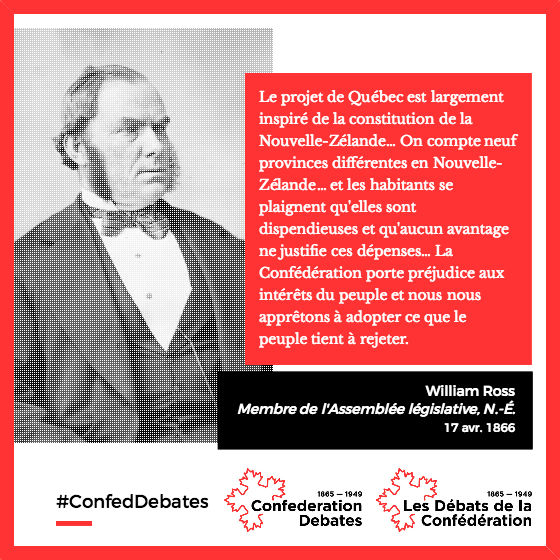 Le projet de Québec est largement
inspiré de la constitution de la
Nouvelle-Zélande... On compte neuf
provinces différentes en Nouvelle-
Zélande... et les habitants se
plaignent qu'elles sont
dispendieuses et qu'aucun avantage
ne justifie ces dépenses... La
Confédération porte préjudice aux
intérêts du peuple et nous nous
apprêtons à adopter ce que le
peuple tient à rejeter.
William Ross
Membre de l'Assemblée législative, N.-É.
17 avr. 1866
#ConfedDebates
1865 — 1949
Confederation
Debates
1865 — 1949
Les Débats de la
Confédération